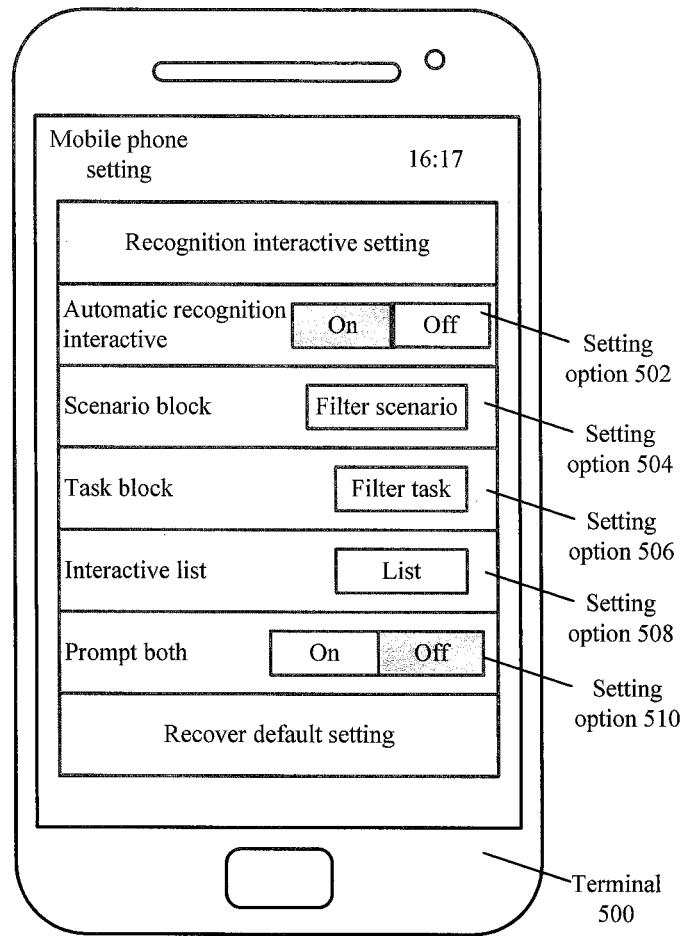 Mobile phone
setting
16:17
Recognition interactive setting
Automatic recognition
interactive
On
Off
Setting
option 502
Scenario block
Filter scenario
Setting
option 504
Task block
Filter task
Setting
option 506
Interactive list
List
Setting
option 508
Prompt both
On
Off
Setting
option 510
Recover default setting
Terminal
500